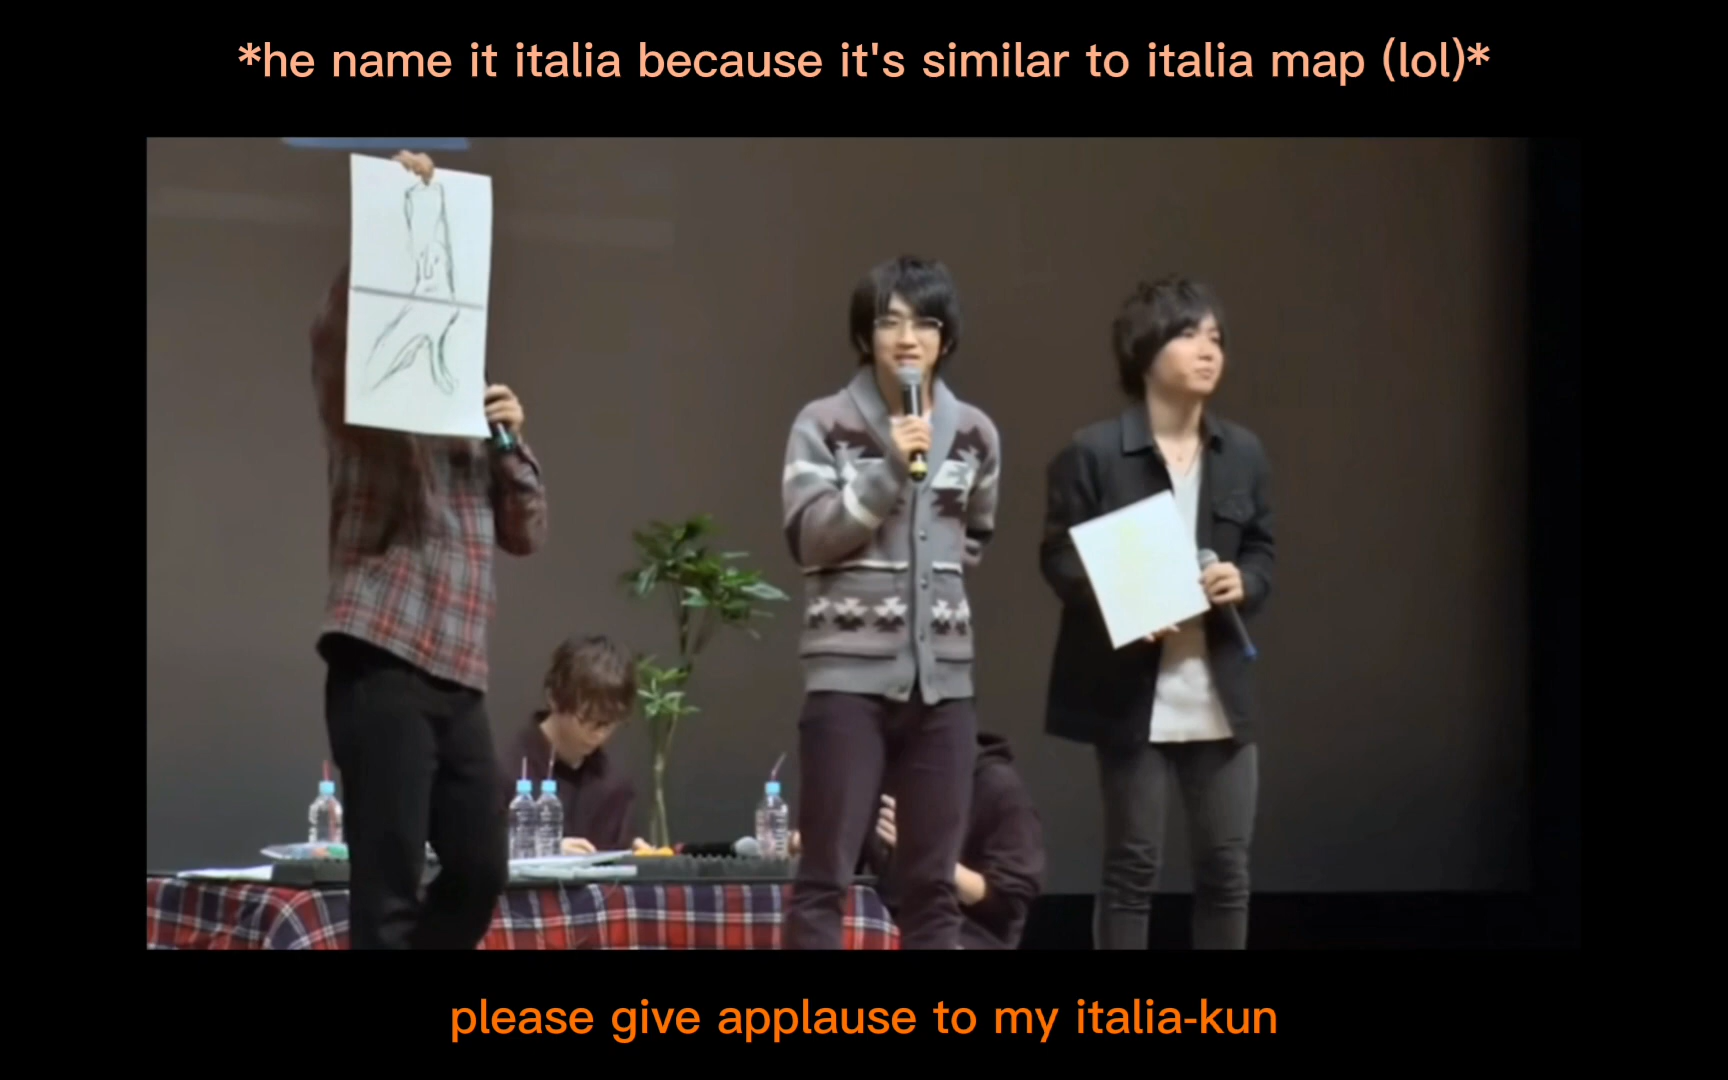 *he name it italia because it's similar to italia map (lol)*
please give applause to my italia-kun